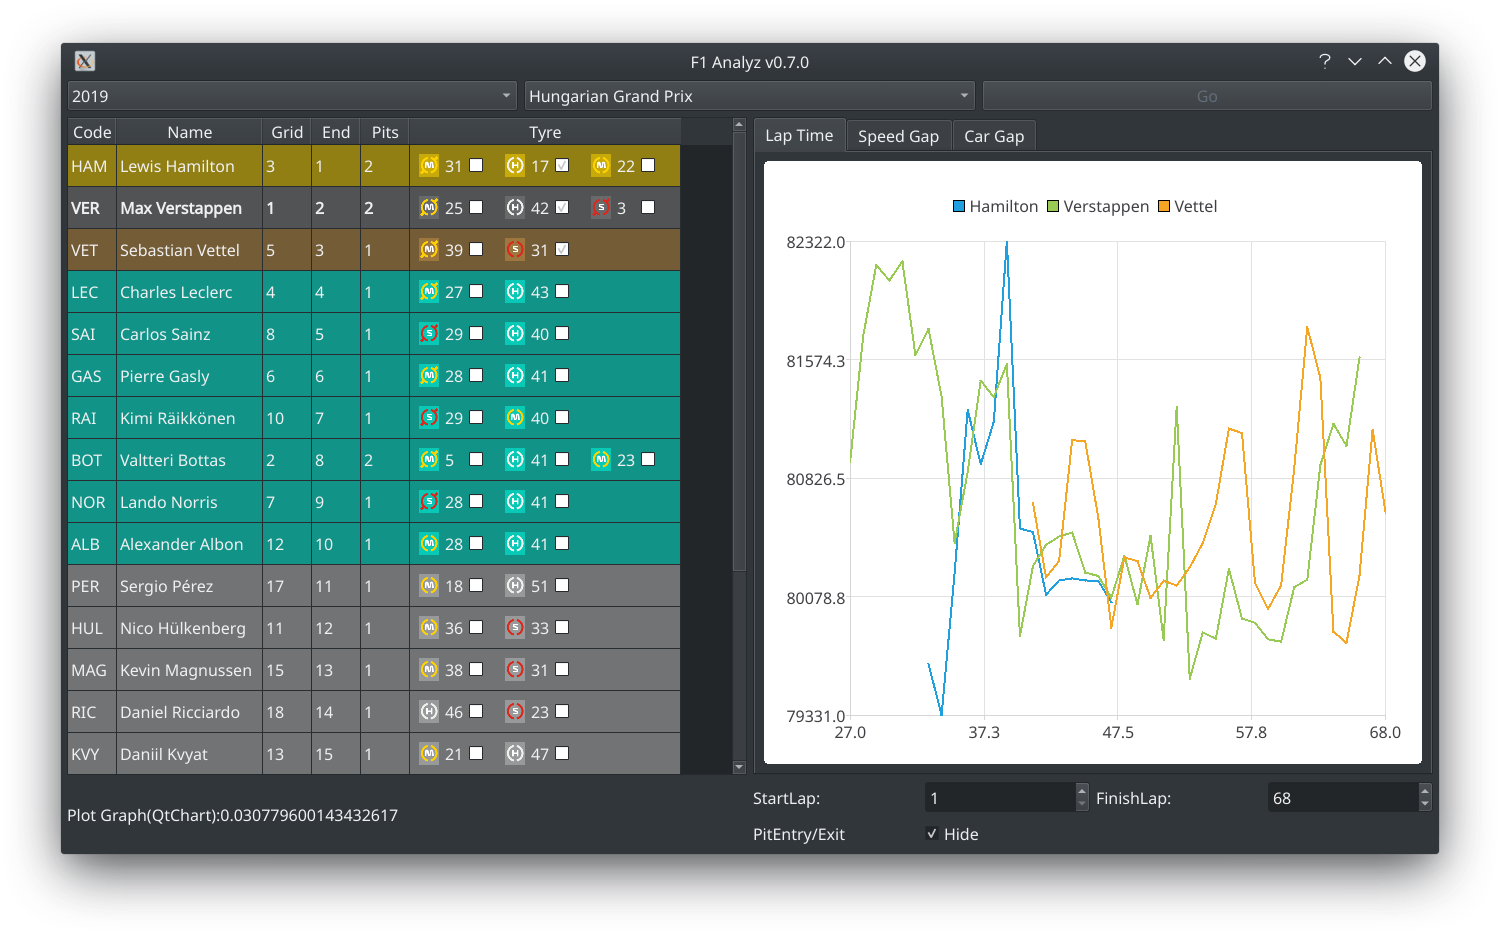 F1 Analyz v0.7.0
2019 Hungarian Grand Prix Go
Code Name Grid End Pits Tyre
HAM Lewis Hamilton 3 1 2 M 31 H 17 M 22
VER Max Verstappen 1 2 2 M 25 H 42 S 3
VET Sebastian Vettel 5 3 1 M 39 S 31
LEC Charles Leclerc 4 4 1 M 27 H 43
SAI Carlos Sainz 8 5 1 S 29 H 40
GAS Pierre Gasly 6 6 1 M 28 H 41
RAI Kimi Räikkönen 10 7 1 S 29 M 40
BOT Valtteri Bottas 2 8 2 M 5 H 41 M 23
NOR Lando Norris 7 9 1 S 28 H 41
ALB Alexander Albon 12 10 1 M 28 H 41
PER Sergio Pérez 17 11 1 M 18 H 51
HUL Nico Hülkenberg 11 12 1 M 36 S 33
MAG Kevin Magnussen 15 13 1 M 38 S 31
RIC Daniel Ricciardo 18 14 1 H 46 S 23
KVY Daniil Kvyat 13 15 1 M 21 H 47
Plot Graph(QtChart):0.030779600143432617
Lap Time Speed Gap Car Gap
Hamilton Verstappen Vettel
82322.0
81574.3
80826.5
80078.8
79331.0
27.0 37.3 47.5 57.8 68.0
StartLap: 1 FinishLap: 68
PitEntry/Exit Hide